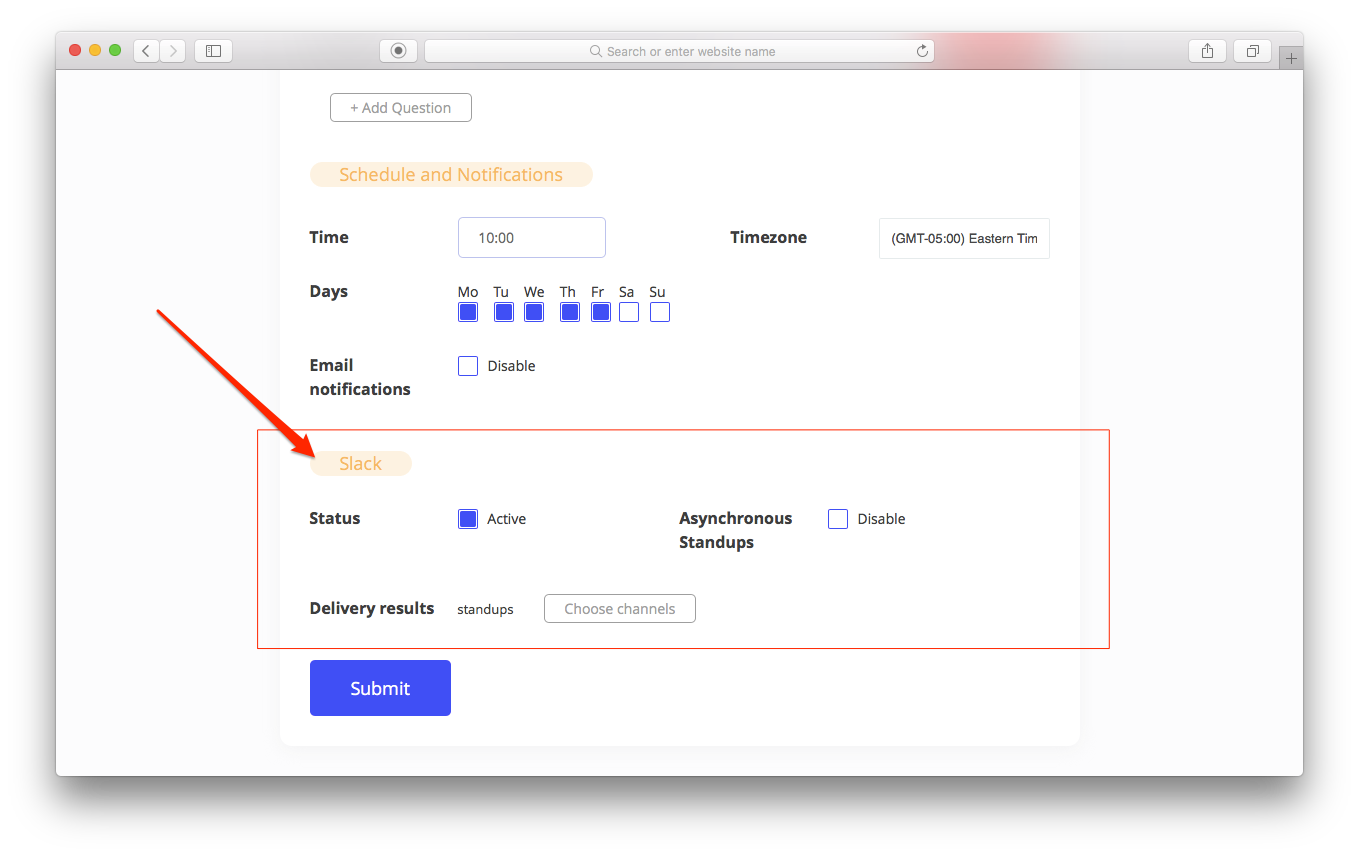 Search or enter website name
+ Add Question
Schedule and Notifications
Time
10:00
Timezone
(GMT-05:00) Eastern Tim
Days
Mo Tu We Th Fr Sa Su
Email
notifications
Disable
Slack
Status
Active
Asynchronous
Standups
Disable
Delivery results
standups
Choose channels
Submit